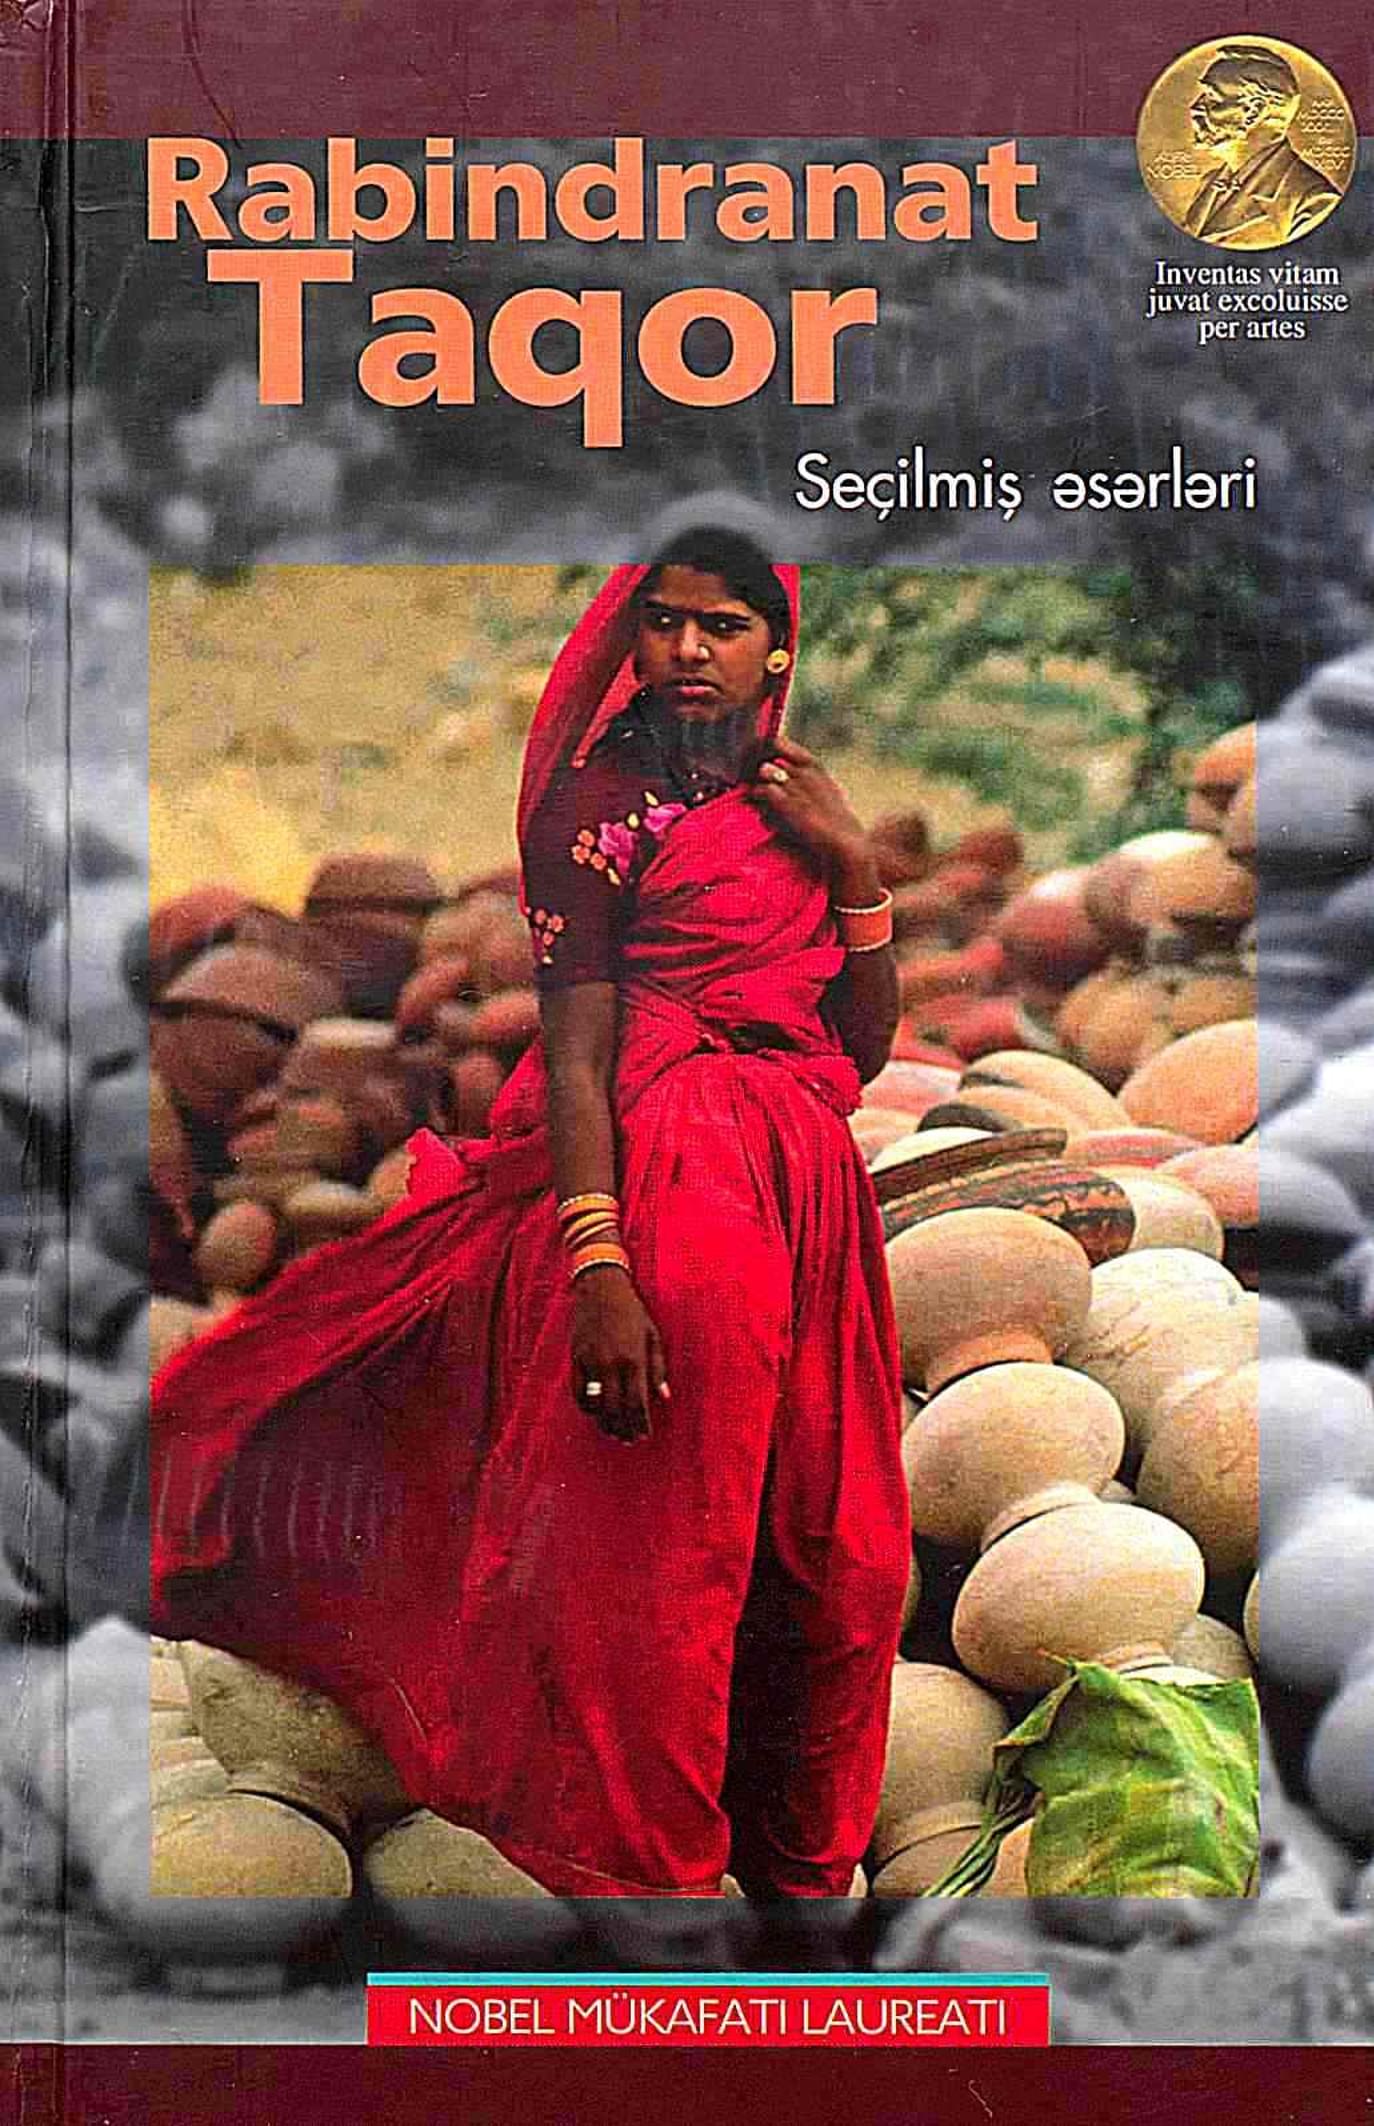 Rabindranat
Taqor
Inventas vitam
juvat excoluisse
per artes
Seçilmiş əsərləri
NOBEL MÜKAFATI LAUREATI